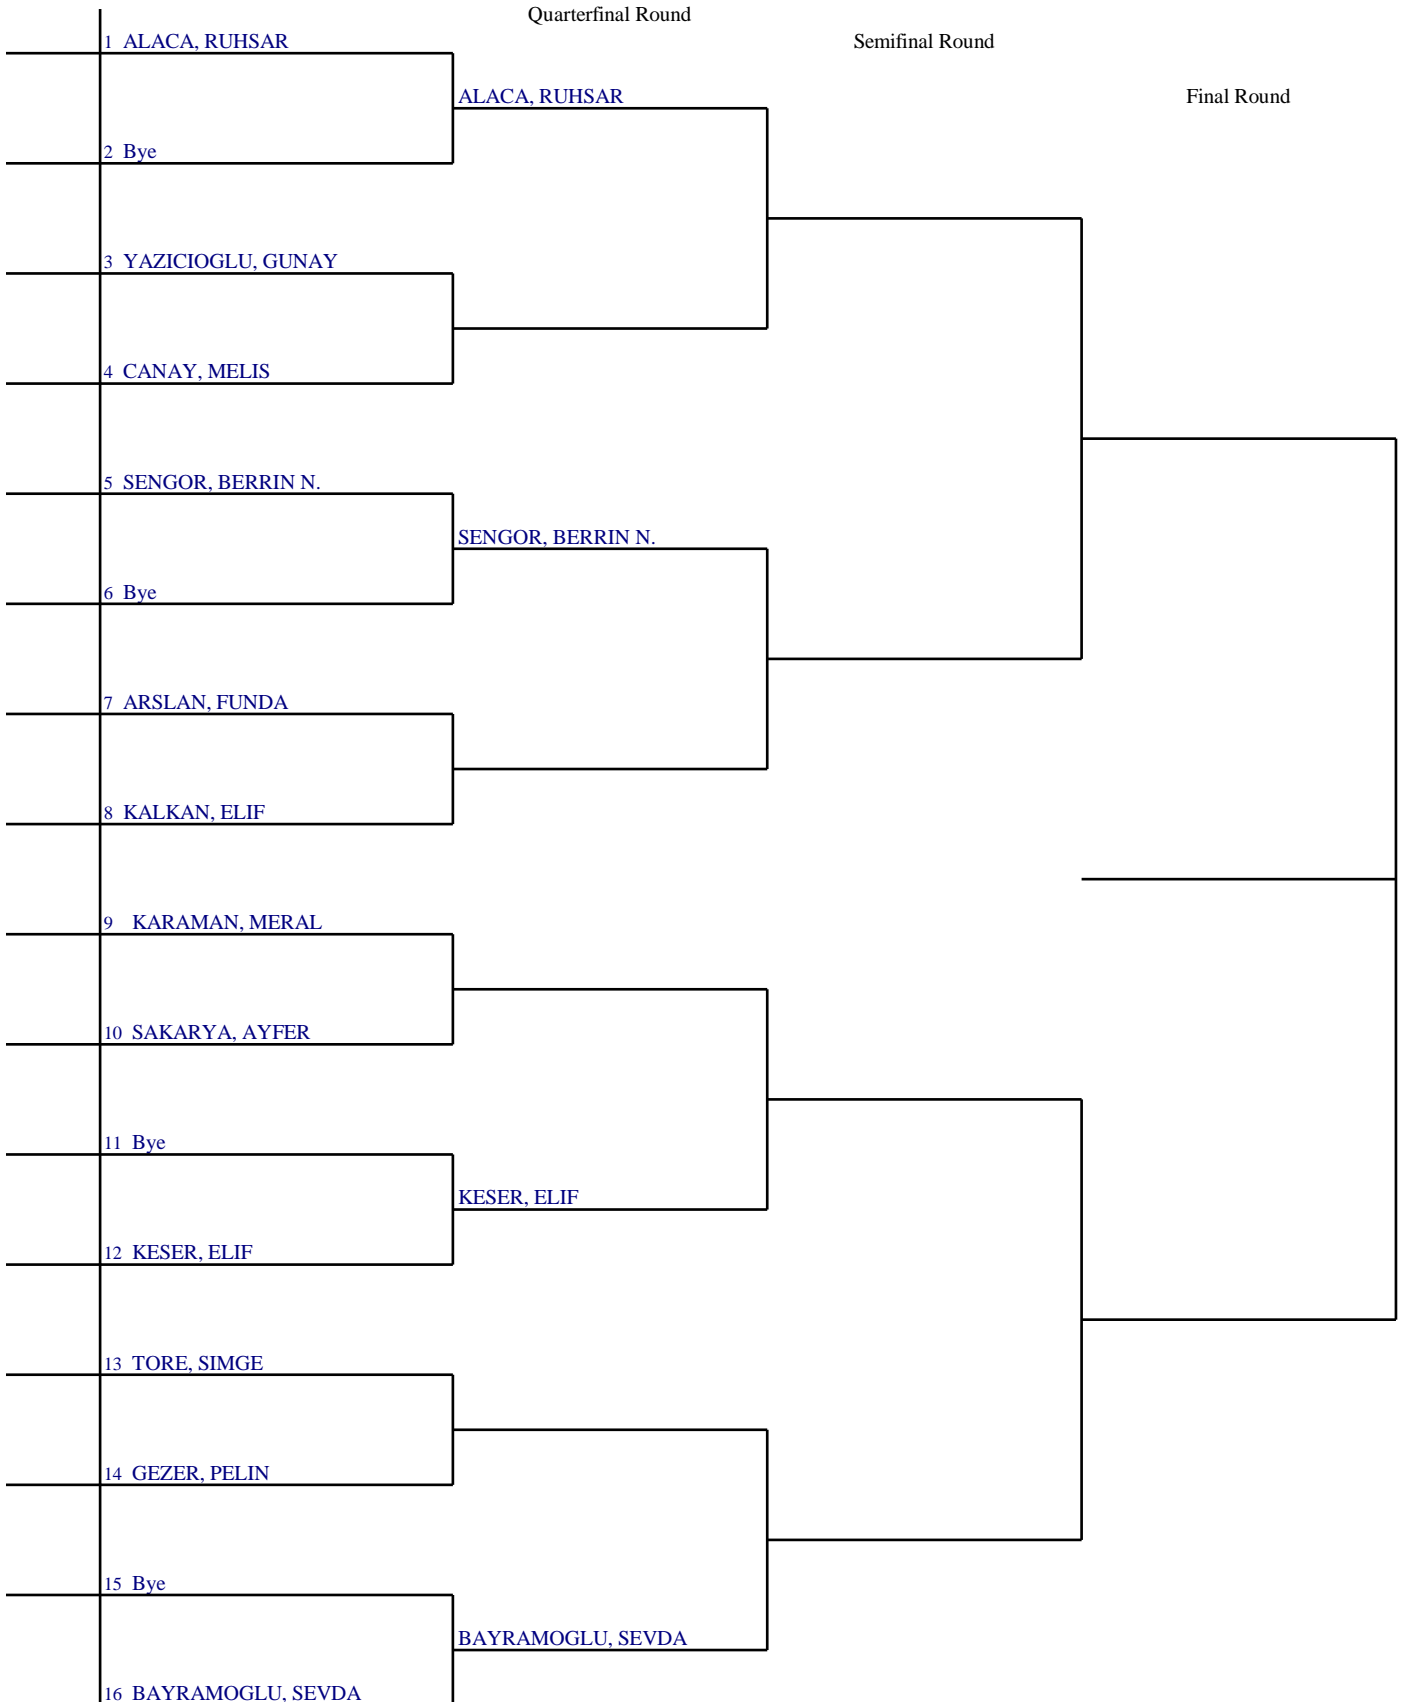 Quarterfinal Round
Semifinal Round
Final Round
1 ALACA, RUHSAR
ALACA, RUHSAR
2 Bye
3 YAZICIOGLU, GUNAY
4 CANAY, MELIS
5 SENGOR, BERRIN N.
SENGOR, BERRIN N.
6 Bye
7 ARSLAN, FUNDA
8 KALKAN, ELIF
9 KARAMAN, MERAL
10 SAKARYA, AYFER
11 Bye
KESER, ELIF
12 KESER, ELIF
13 TORE, SIMGE
14 GEZER, PELIN
15 Bye
BAYRAMOGLU, SEVDA
16 BAYRAMOGLU, SEVDA